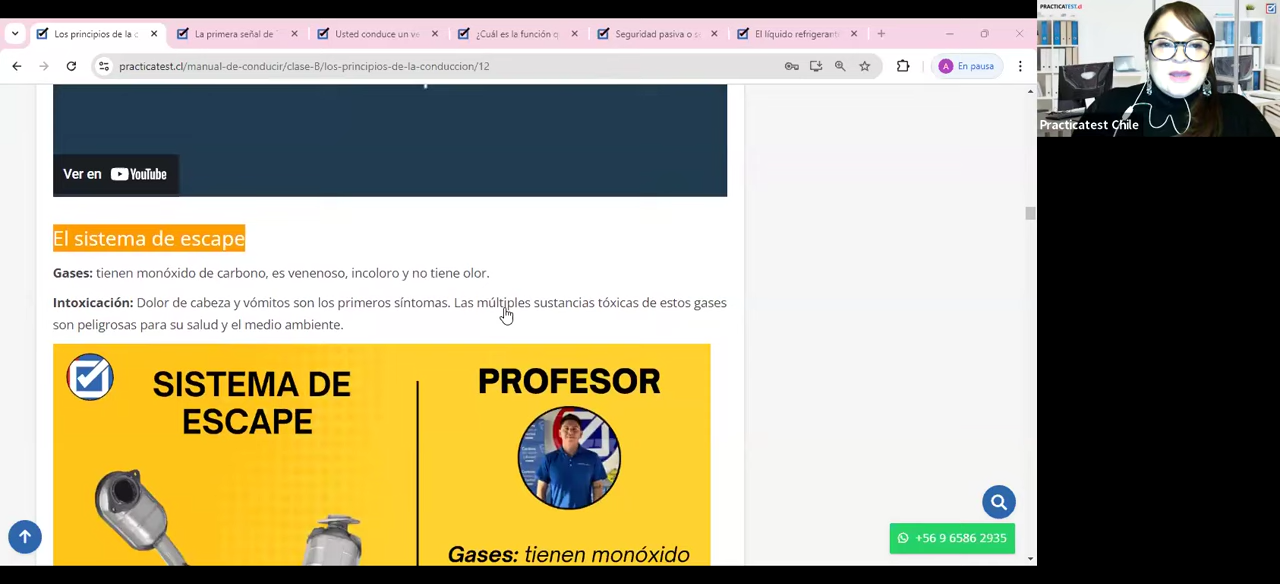 PRACTICATEST.cl
Los principios de la c
La primera señal de
Usted conduce un ve
¿Cuál es la función q
Seguridad pasiva o s
El líquido refrigerant
practicatest.cl/manual-de-conducir/clase-B/los-principios-de-la-conduccion/12
A
En pausa
Practicatest Chile
Ver en YouTube
El sistema de escape
Gases: tienen monóxido de carbono, es venenoso, incoloro y no tiene olor.
Intoxicación: Dolor de cabeza y vómitos son los primeros síntomas. Las múltiples sustancias tóxicas de estos gases
son peligrosas para su salud y el medio ambiente.
SISTEMA DE
ESCAPE
PROFESOR
Gases: tienen monóxido
+56 9 6586 2935